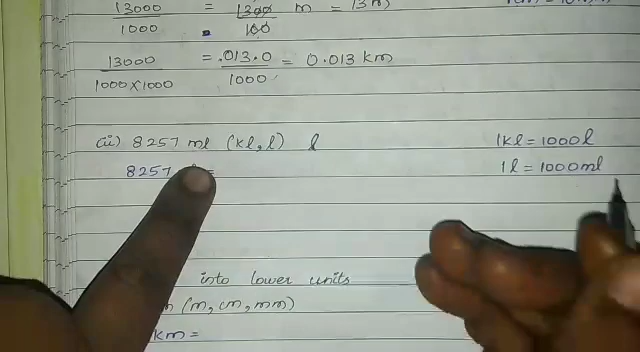 13000 = 1300 m = 13 m
1000 100
13000 = .013.0 = 0.013 km
1000×1000 1000
(ii) 8257 ml (kl, l) l 1kl = 1000l
8257 = 1l = 1000ml
into lower units
(m, cm, mm)
km =